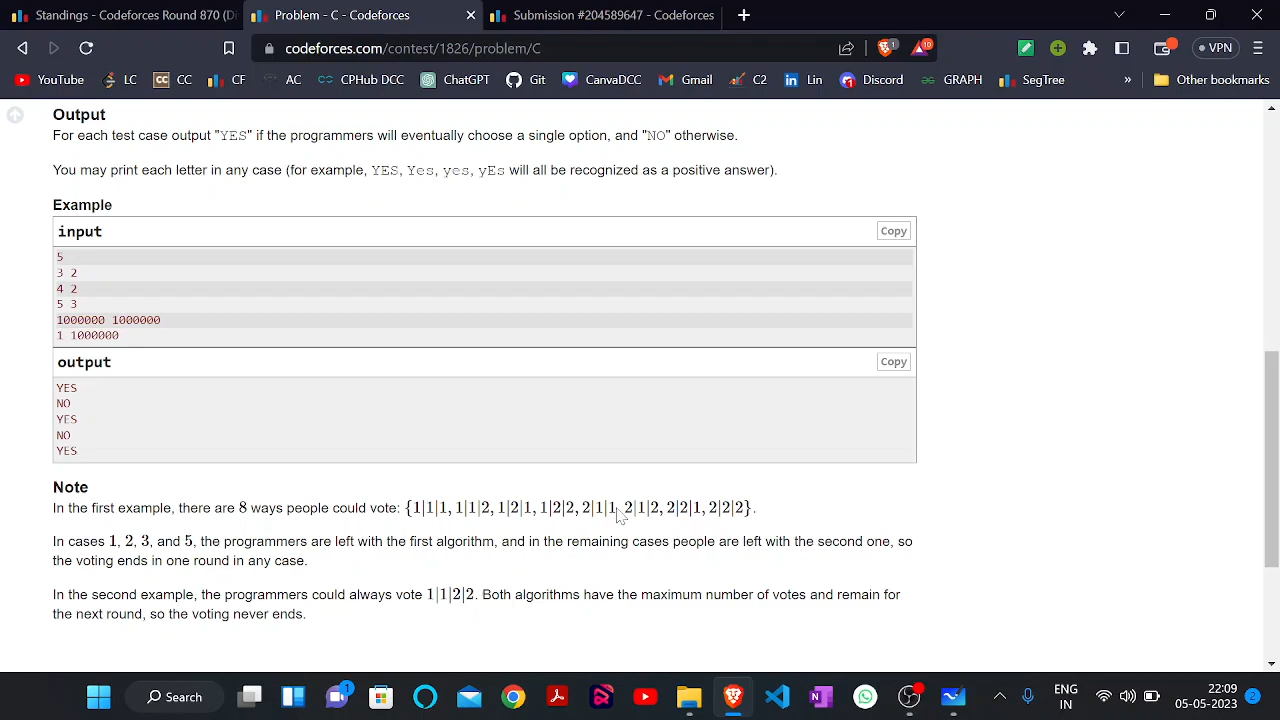 Standings - Codeforces Round 870 (Di
Problem - C - Codeforces
Submission #204589647 - Codeforces
codeforces.com/contest/1826/problem/C
1
18
VPN
YouTube
LC
CC
CC
CF
AC
CPHub DCC
ChatGPT
Git
CanvaDCC
Gmail
C2
Lin
Discord
GRAPH
SegTree
»
Other bookmarks
Output
For each test case output "YES" if the programmers will eventually choose a single option, and "NO" otherwise.
You may print each letter in any case (for example, YES, Yes, yes, yEs will all be recognized as a positive answer).
Example
input
Copy
5
3 2
4 2
5 3
1000000 1000000
1 1000000
output
Copy
YES
NO
YES
NO
YES
Note
In the first example, there are 8 ways people could vote: {1|1|1, 1|1|2, 1|2|1, 1|2|2, 2|1|1, 2|1|2, 2|2|1, 2|2|2}.
In cases 1, 2, 3, and 5, the programmers are left with the first algorithm, and in the remaining cases people are left with the second one, so
the voting ends in one round in any case.
In the second example, the programmers could always vote 1|1|2|2. Both algorithms have the maximum number of votes and remain for
the next round, so the voting never ends.
Search
1
ENG
IN
22:09
05-05-2023
2